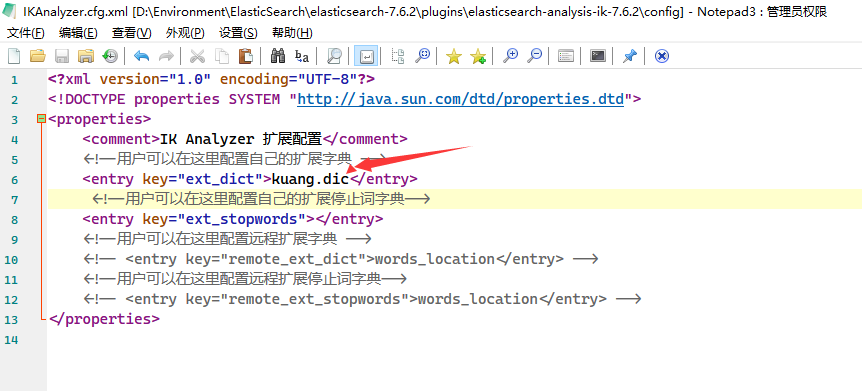 IKAnalyzer.cfg.xml [D:\Environment\ElasticSearch\elasticsearch-7.6.2\plugins\elasticsearch-analysis-ik-7.6.2\config] - Notepad3 : 管理员权限
文件(F) 编辑(E) 查看(V) 外观(P) 设置(S) 帮助(H)
1 <?xml version="1.0" encoding="UTF-8"?>
2 <!DOCTYPE properties SYSTEM "http://java.sun.com/dtd/properties.dtd">
3 <properties>
4 <comment>IK Analyzer 扩展配置</comment>
5 <!--用户可以在这里配置自己的扩展字典 -->
6 <entry key="ext_dict">kuang.dic</entry>
7 <!--用户可以在这里配置自己的扩展停止词字典-->
8 <entry key="ext_stopwords"></entry>
9 <!--用户可以在这里配置远程扩展字典 -->
10 <!-- <entry key="remote_ext_dict">words_location</entry> -->
11 <!--用户可以在这里配置远程扩展停止词字典-->
12 <!-- <entry key="remote_ext_stopwords">words_location</entry> -->
13 </properties>
14